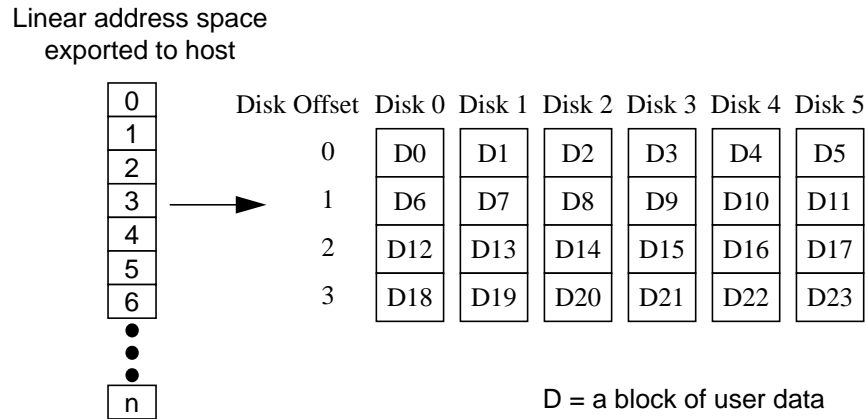 Linear address space
exported to host
0
1
2
3
4
5
6
n
Disk Offset Disk 0 Disk 1 Disk 2 Disk 3 Disk 4 Disk 5
0 D0 D1 D2 D3 D4 D5
1 D6 D7 D8 D9 D10 D11
2 D12 D13 D14 D15 D16 D17
3 D18 D19 D20 D21 D22 D23
D = a block of user data